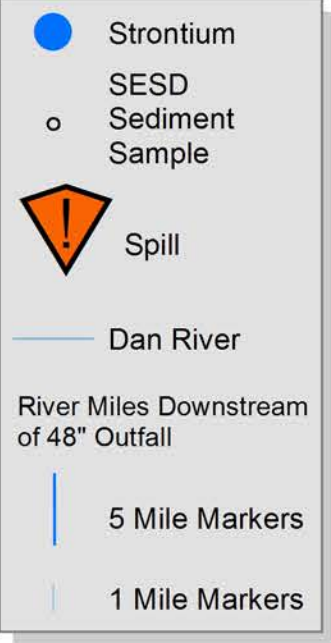 Strontium
SESD
Sediment
Sample
!
Spill
Dan River
River Miles Downstream
of 48" Outfall
5 Mile Markers
1 Mile Markers